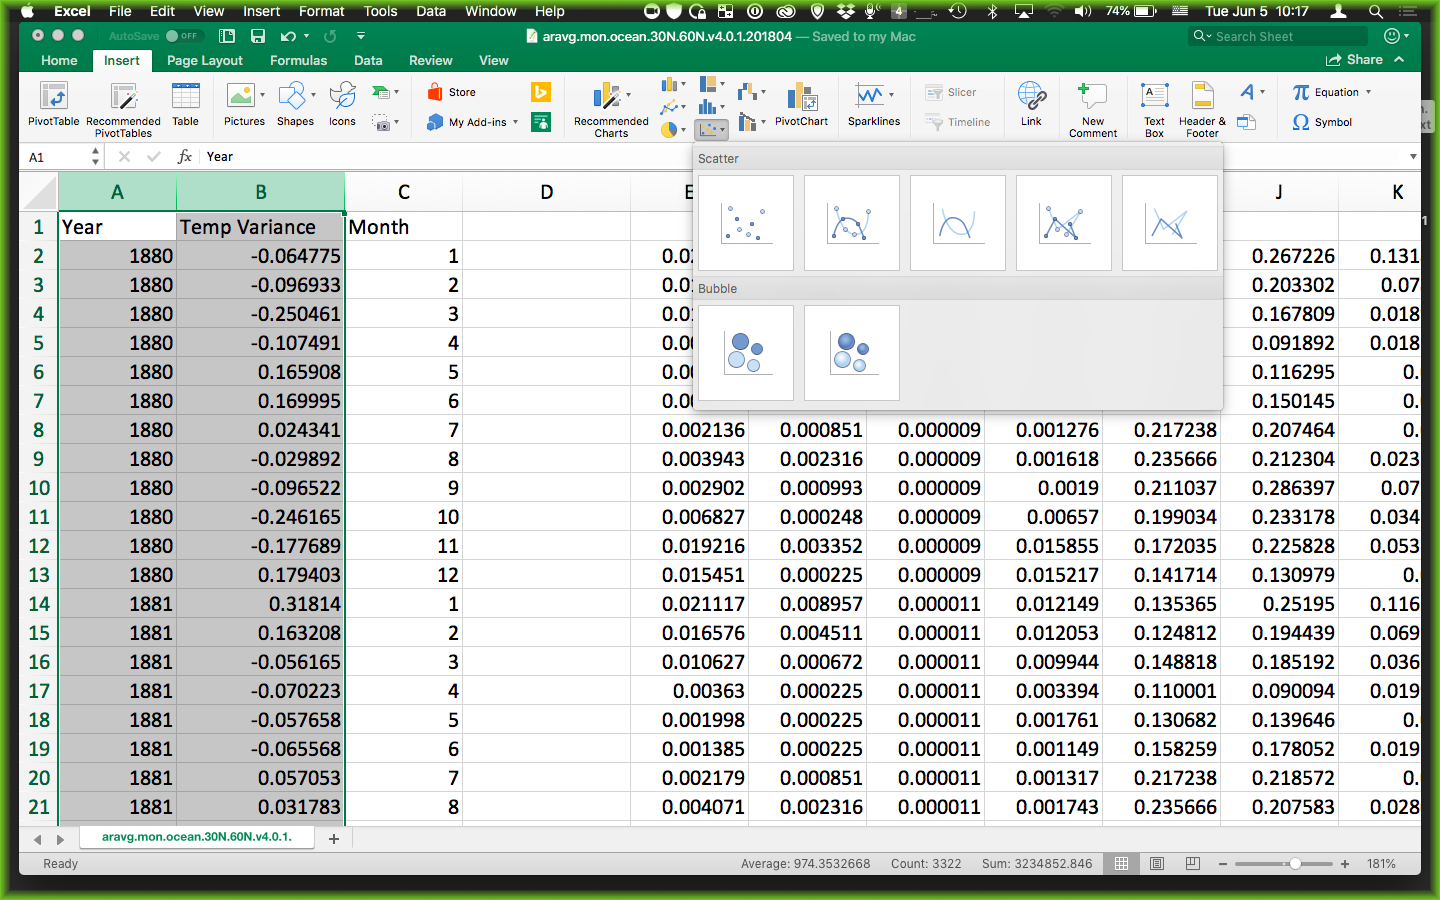 Excel File Edit View Insert Format Tools Data Window Help 4 74% Tue Jun 5 10:17
AutoSave OFF aravg.mon.ocean.30N.60N.v4.0.1.201804 — Saved to my Mac Search Sheet
Home Insert Page Layout Formulas Data Review View Share
PivotTable Recommended PivotTables Table Pictures Shapes Icons Store My Add-ins Recommended Charts PivotChart Sparklines Slicer Timeline Link New Comment Text Box Header & Footer Equation Symbol
A1 fx Year
Scatter
Bubble
A B C D E J K
1 Year Temp Variance Month
2 1880 -0.064775 1 0.267226 0.131
3 1880 -0.096933 2 0.203302 0.07
4 1880 -0.250461 3 0.167809 0.018
5 1880 -0.107491 4 0.091892 0.018
6 1880 0.165908 5 0.116295 0.
7 1880 0.169995 6 0.150145 0.
8 1880 0.024341 7 0.002136 0.000851 0.000009 0.001276 0.217238 0.207464 0.
9 1880 -0.029892 8 0.003943 0.002316 0.000009 0.001618 0.235666 0.212304 0.023
10 1880 -0.096522 9 0.002902 0.000993 0.000009 0.0019 0.211037 0.286397 0.07
11 1880 -0.246165 10 0.006827 0.000248 0.000009 0.00657 0.199034 0.233178 0.034
12 1880 -0.177689 11 0.019216 0.003352 0.000009 0.015855 0.172035 0.225828 0.053
13 1880 0.179403 12 0.015451 0.000225 0.000009 0.015217 0.141714 0.130979 0.
14 1881 0.31814 1 0.021117 0.008957 0.000011 0.012149 0.135365 0.25195 0.116
15 1881 0.163208 2 0.016576 0.004511 0.000011 0.012053 0.124812 0.194439 0.069
16 1881 -0.056165 3 0.010627 0.000672 0.000011 0.009944 0.148818 0.185192 0.036
17 1881 -0.070223 4 0.00363 0.000225 0.000011 0.003394 0.110001 0.090094 0.019
18 1881 -0.057658 5 0.001998 0.000225 0.000011 0.001761 0.130682 0.139646 0.
19 1881 -0.065568 6 0.001385 0.000225 0.000011 0.001149 0.158259 0.178052 0.019
20 1881 0.057053 7 0.002179 0.000851 0.000011 0.001317 0.217238 0.218572 0.
21 1881 0.031783 8 0.004071 0.002316 0.000011 0.001743 0.235666 0.207583 0.028
aravg.mon.ocean.30N.60N.v4.0.1. +
Ready Average: 974.3532668 Count: 3322 Sum: 3234852.846 181%